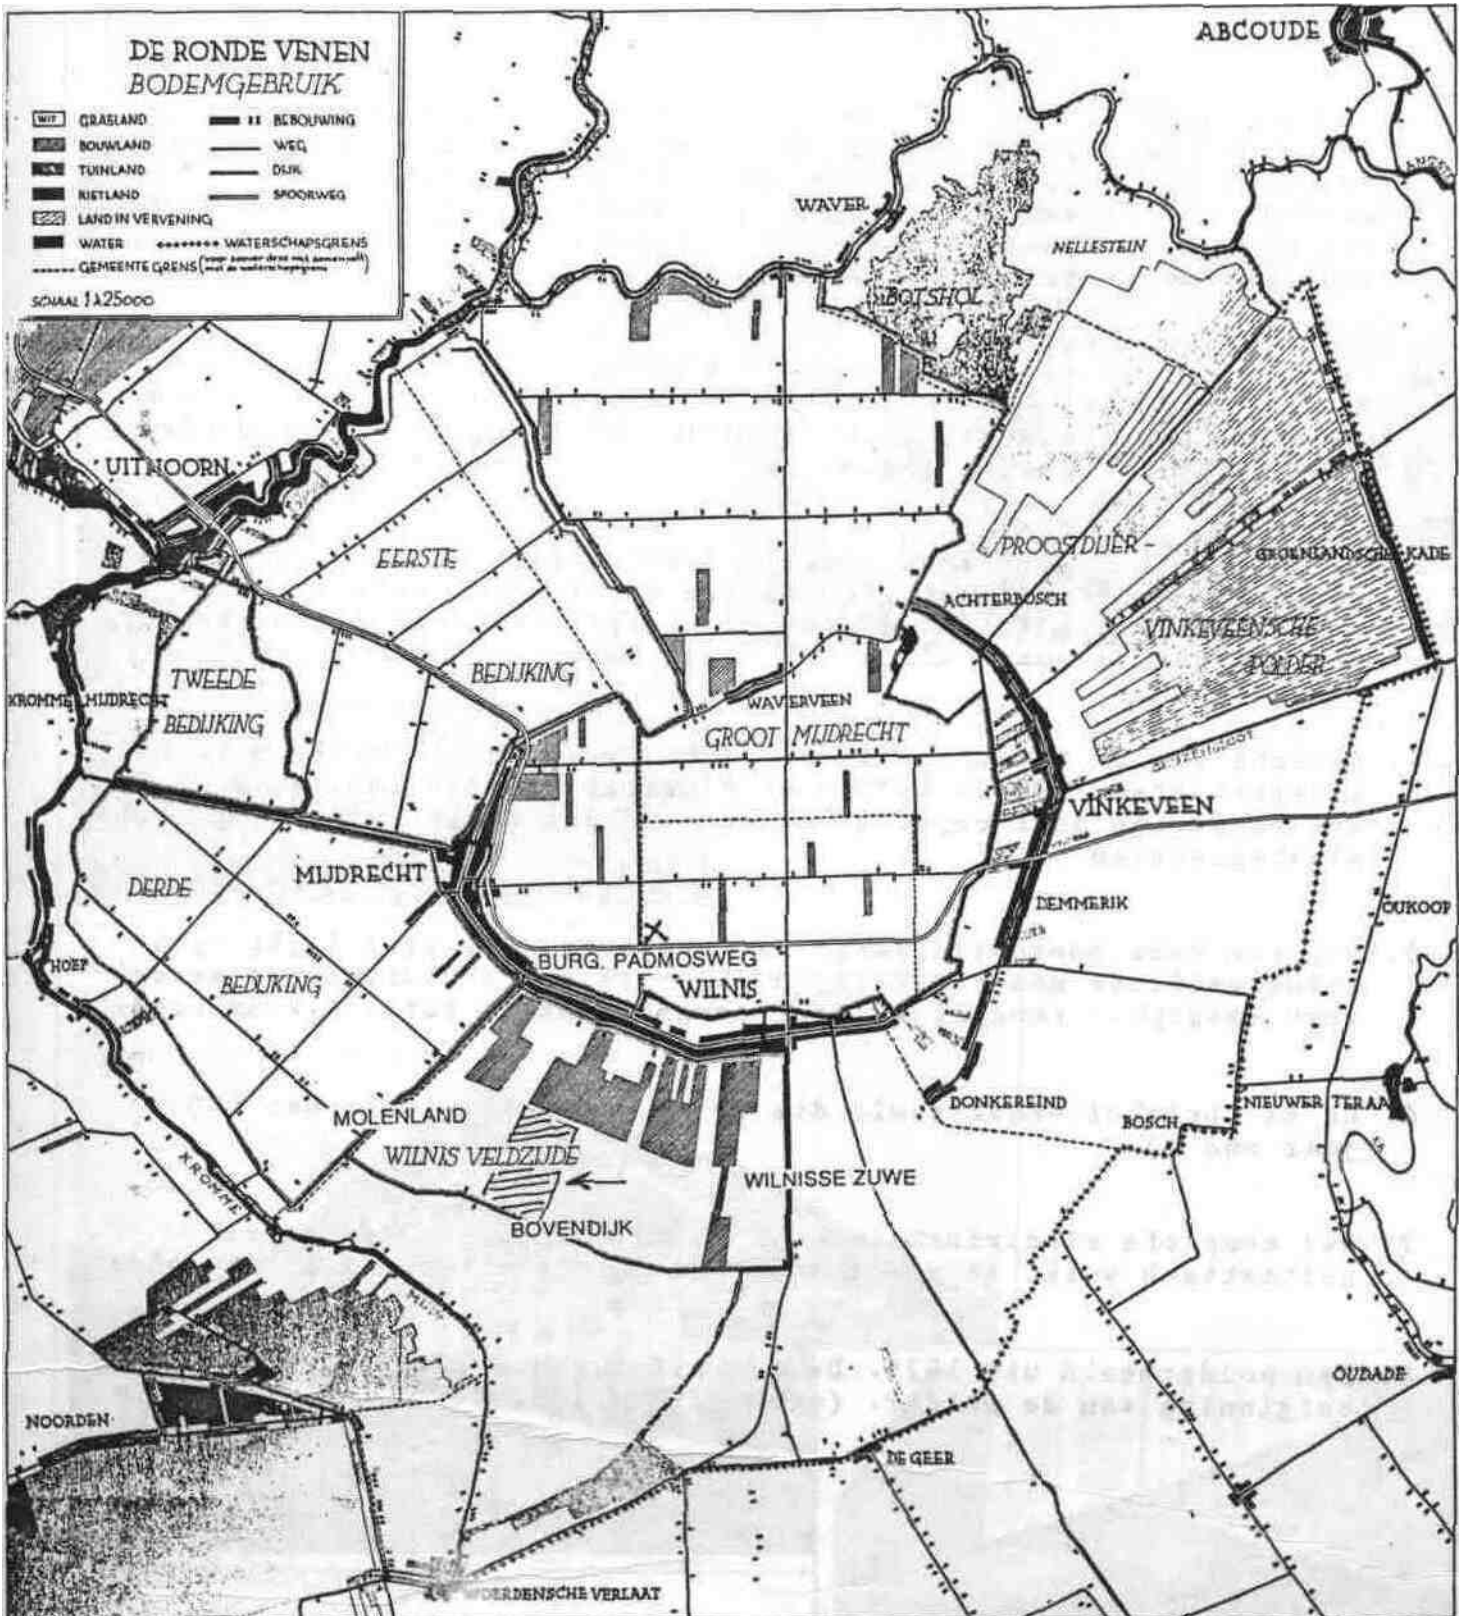 DE RONDE VENEN
BODEMGEBRUIK
WIT GRASLAND
BOUWLAND
TUINLAND
RIETLAND
LAND IN VERVENING
WATER
BEBOUWING
WEG
DIJK
SPOORWEG
WATERSCHAPSGRENS
GEMEENTE GRENS
SCHAAL 1 à 25000
ABCOUDE
WAVER
NELLESTEIN
BOTSHOL
UITHOORN
EERSTE
BEDIJKING
PROOSTDIJER-
GROENLANDSCHE KADE
ACHTERBOSCH
VINKEVEENSCHE
POLDER
TWEEDE
BEDIJKING
KROMME MIJDRECHT
WAVERVEEN
GROOT MIJDRECHT
VINKEVEEN
MIJDRECHT
DERDE
BEDIJKING
DEMMERIK
OUKOOP
HOEF
BURG. PADMOSWEG
WILNIS
MOLENLAND
WILNIS VELDZIJDE
BOVENDIJK
WILNISSE ZUWE
DONKEREIND
BOSCH
NIEUWER TERAA
KROMME
OUDADE
NOORDEN
DE GEER
WOERDENSCHE VERLAAT